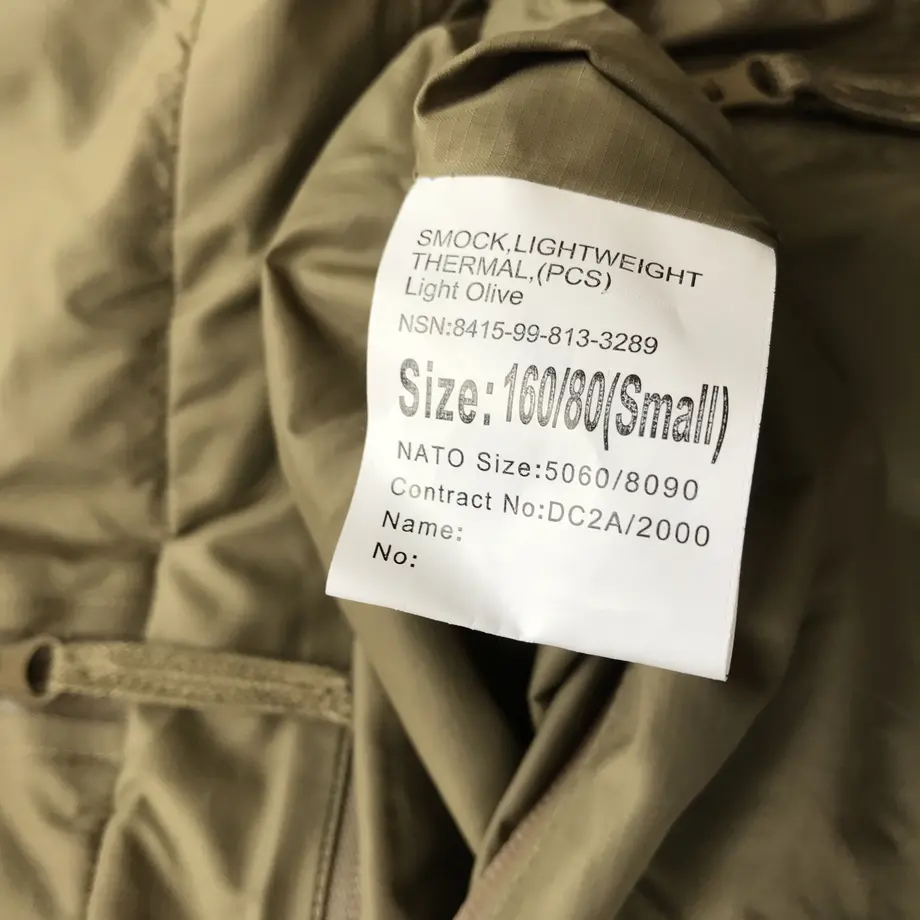 SMOCK,LIGHTWEIGHT
THERMAL,(PCS)
Light Olive
NSN:8415-99-813-3289
Size: 160/80(Small)
NATO Size:5060/8090
Contract No:DC2A/2000
Name:
No: